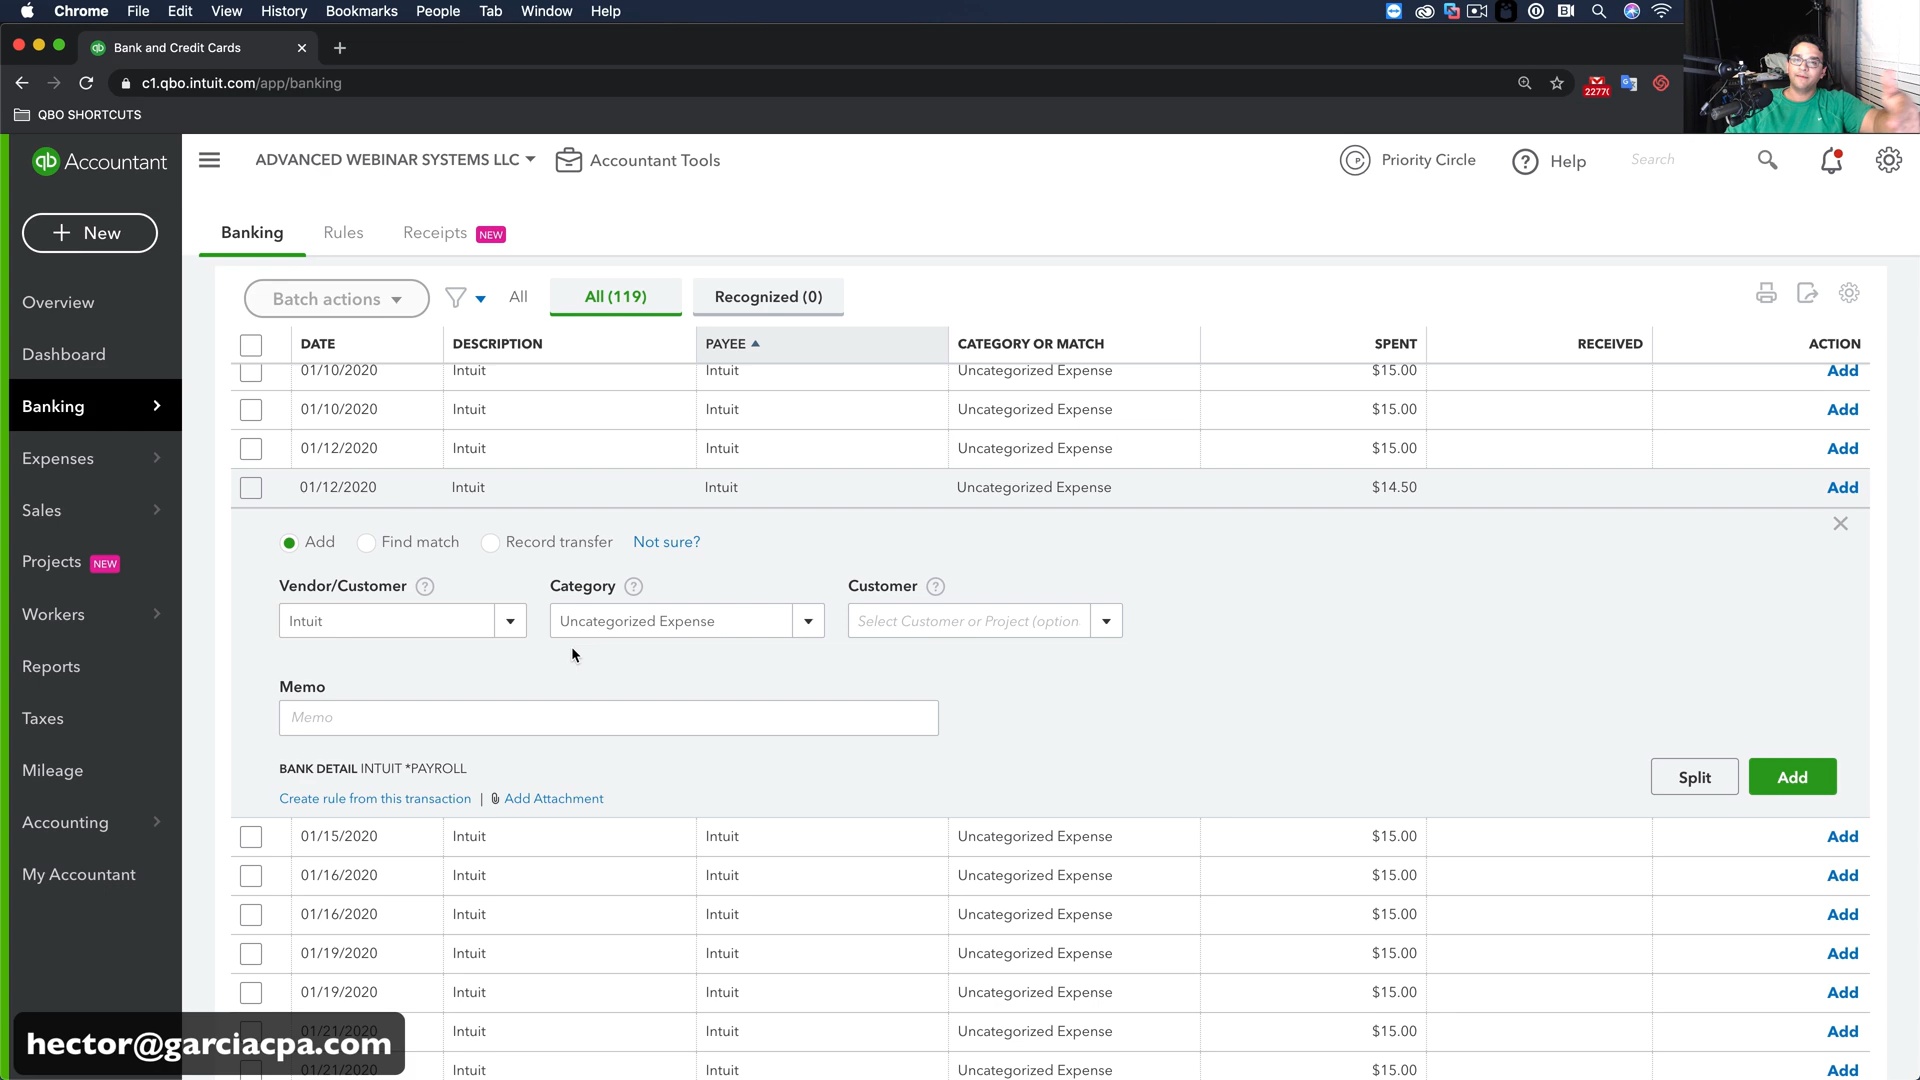 Chrome File Edit View History Bookmarks People Tab Window Help
Bank and Credit Cards
c1.qbo.intuit.com/app/banking
2277(
QBO SHORTCUTS
qb Accountant
ADVANCED WEBINAR SYSTEMS LLC
Accountant Tools
Priority Circle
Help
Search
+ New
Banking Rules Receipts NEW
Overview
Dashboard
Banking
Expenses
Sales
Projects NEW
Workers
Reports
Taxes
Mileage
Accounting
My Accountant
Batch actions All All (119) Recognized (0)
DATE DESCRIPTION PAYEE CATEGORY OR MATCH SPENT RECEIVED ACTION
01/10/2020 Intuit Intuit Uncategorized Expense $15.00 Add
01/10/2020 Intuit Intuit Uncategorized Expense $15.00 Add
01/12/2020 Intuit Intuit Uncategorized Expense $15.00 Add
01/12/2020 Intuit Intuit Uncategorized Expense $14.50 Add
Add Find match Record transfer Not sure?
Vendor/Customer ? Category ? Customer ?
Intuit Uncategorized Expense Select Customer or Project (option
Memo
Memo
BANK DETAIL INTUIT *PAYROLL
Split Add
Create rule from this transaction | Add Attachment
01/15/2020 Intuit Intuit Uncategorized Expense $15.00 Add
01/16/2020 Intuit Intuit Uncategorized Expense $15.00 Add
01/16/2020 Intuit Intuit Uncategorized Expense $15.00 Add
01/19/2020 Intuit Intuit Uncategorized Expense $15.00 Add
01/19/2020 Intuit Intuit Uncategorized Expense $15.00 Add
01/21/2020 Intuit Intuit Uncategorized Expense $15.00 Add
01/21/2020 Intuit Intuit Uncategorized Expense $15.00 Add
hector@garciacpa.com